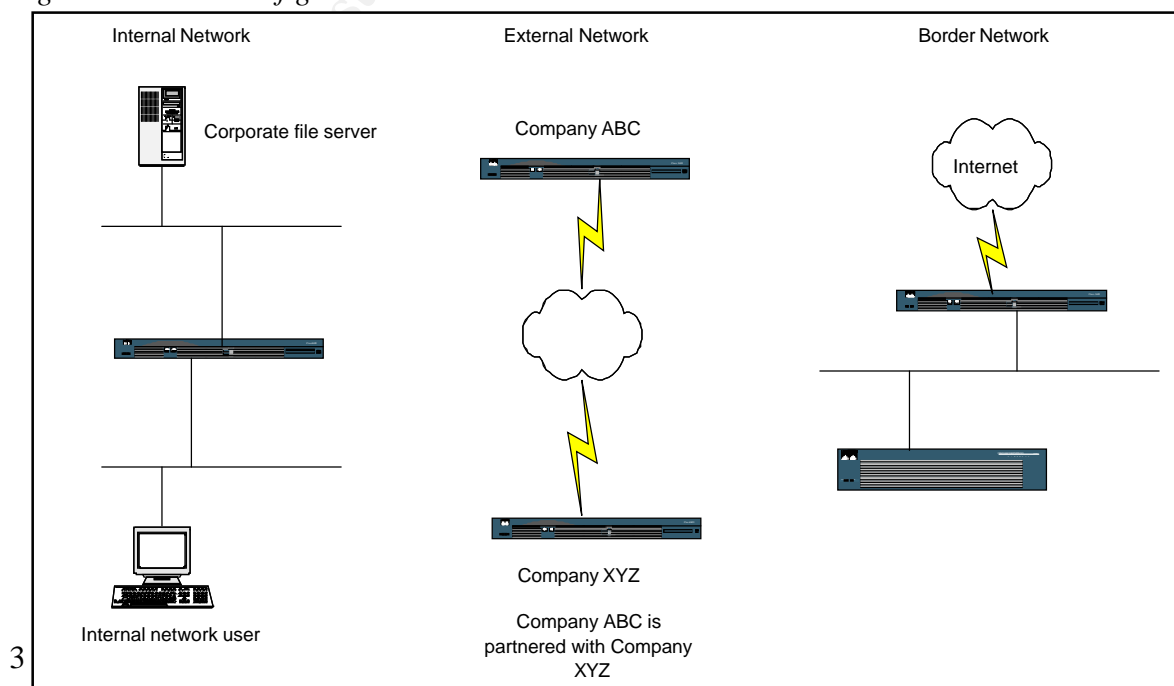 Internal Network
External Network
Border Network
Corporate file server
Company ABC
Internet
Company XYZ
Internal network user
Company ABC is
partnered with Company
XYZ
3